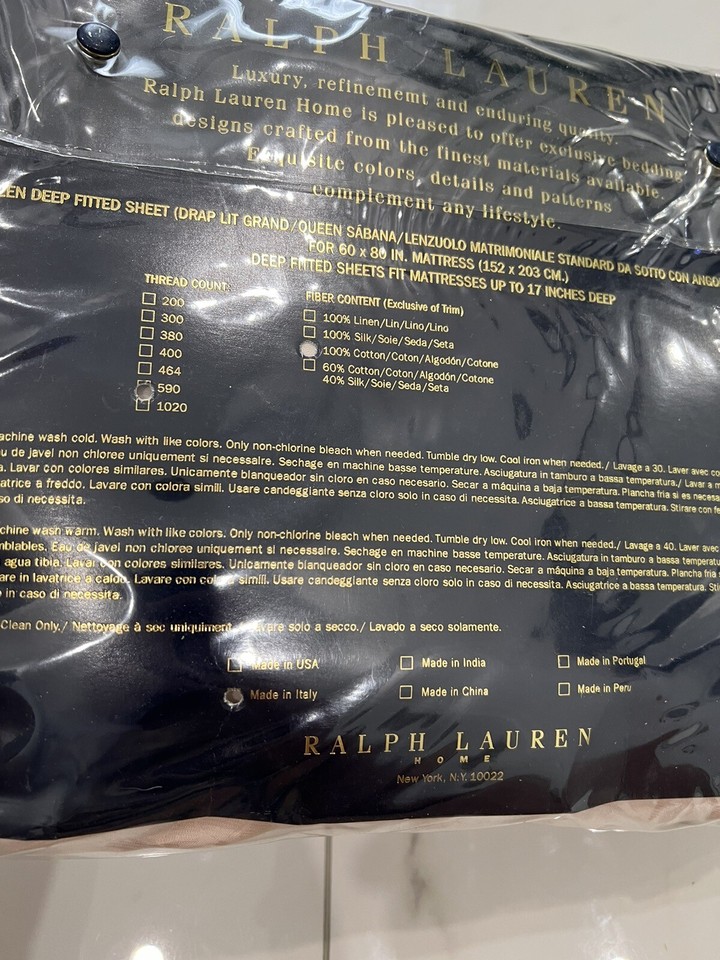 RALPH LAUREN
Luxury, refinememt and enduring quality.
Ralph Lauren Home is pleased to offer exclusive bedding
designs crafted from the finest materials available.
Exquisite colors, details and patterns
complement any lifestyle.
EEN DEEP FITTED SHEET (DRAP LIT GRAND/QUEEN SÁBANA/LENZUOLO MATRIMONIALE STANDARD DA SOTTO CON ANGO
FOR 60 x 80 IN. MATTRESS (152 x 203 CM.)
DEEP FITTED SHEETS FIT MATTRESSES UP TO 17 INCHES DEEP
THREAD COUNT:
200
300
380
400
464
590
1020
FIBER CONTENT (Exclusive of Trim)
100% Linen/Lin/Lino/Lino
100% Silk/Soie/Seda/Seta
100% Cotton/Coton/Algodón/Cotone
60% Cotton/Coton/Algodón/Cotone
40% Silk/Soie/Seda/Seta
achine wash cold. Wash with like colors. Only non-chlorine bleach when needed. Tumble dry low. Cool iron when needed./ Lavage a 30. Laver avec co
u de javel non chloree uniquement si necessaire. Sechage en machine basse temperature. Asciugatura in tamburo a bassa temperatura./ Lavar a m
a. Lavar con colores similares. Unicamente blanqueador sin cloro en caso necesario. Secar a máquina a baja temperatura. Plancha fria si es necesa
atrice a freddo. Lavare con colora simili. Usare candeggiante senza cloro solo in caso di necessita. Asciugatrice a bassa temperatura. Stirare con fe
so di necessita.
chine wash warm. Wash with like colors. Only non-chlorine bleach when needed. Tumble dry low. Cool iron when needed./ Lavage a 40. Laver avec
mblables. Eau de javel non chloree uniquement si necessaire. Sechage en machine basse temperature. Asciugatura in tamburo a bassa temperatu
agua tibia. Lavar con colores similares. Unicamente blanqueador sin cloro en caso necesario. Secar a máquina a baja temperatura. Plancha fria
are in lavatrice a caldo. Lavare con colora simili. Usare candeggiante senza cloro solo in caso di necessita. Asciugatrice a bassa temperatura. Sti
o in caso di necessita.
Clean Only./ Nettoyage à sec uniquiment. Lavara solo a secco./ Lavado a seco solamente.
Made in USA
Made in India
Made in Portugal
Made in Italy
Made in China
Made in Peru
RALPH LAUREN
HOME
New York, N.Y. 10022